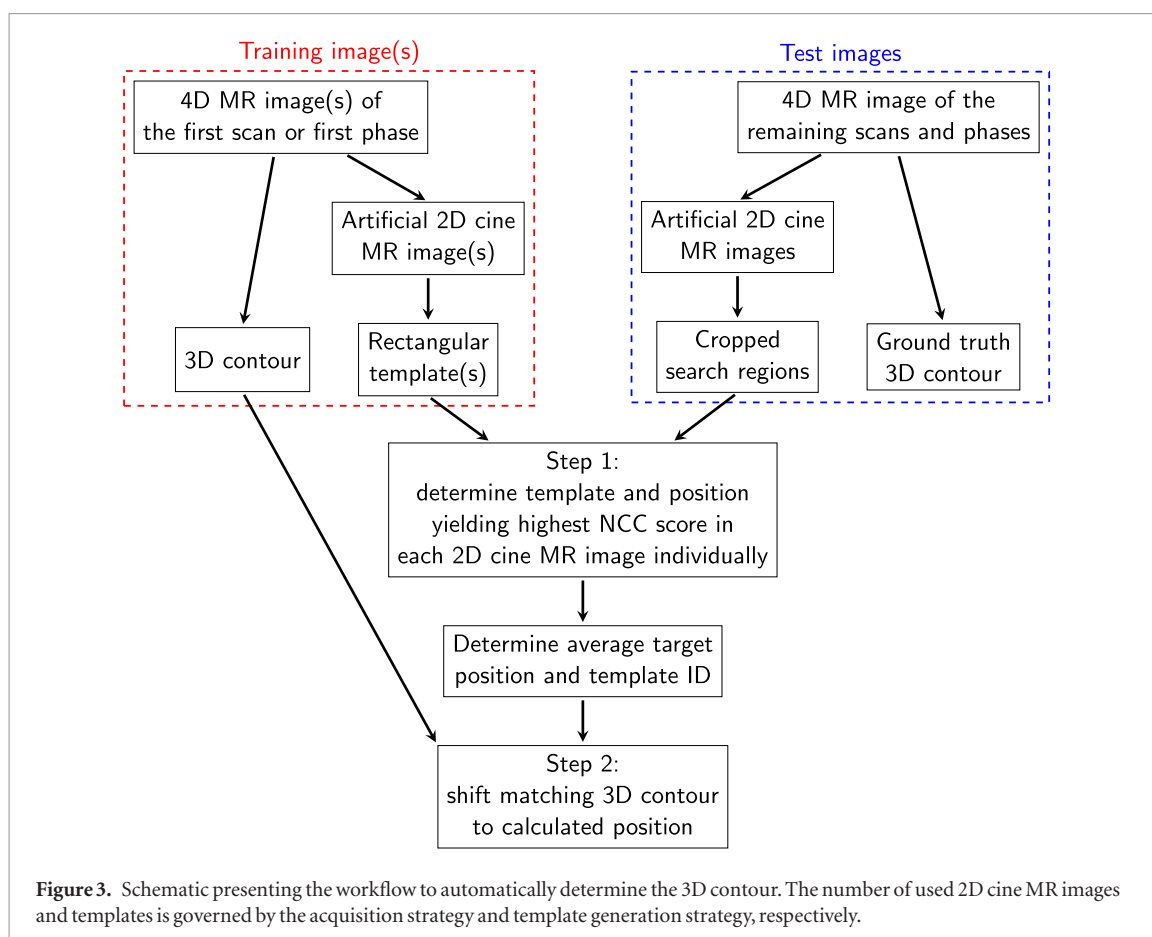 Training image(s)
Test images
4D MR image(s) of
the first scan or first phase
4D MR image of the
remaining scans and phases
Artificial 2D cine
MR image(s)
Artificial 2D cine
MR images
3D contour
Rectangular
template(s)
Cropped
search regions
Ground truth
3D contour
Step 1:
determine template and position
yielding highest NCC score in
each 2D cine MR image individually
Determine average target
position and template ID
Step 2:
shift matching 3D contour
to calculated position
Figure 3. Schematic presenting the workflow to automatically determine the 3D contour. The number of used 2D cine MR images
and templates is governed by the acquisition strategy and template generation strategy, respectively.